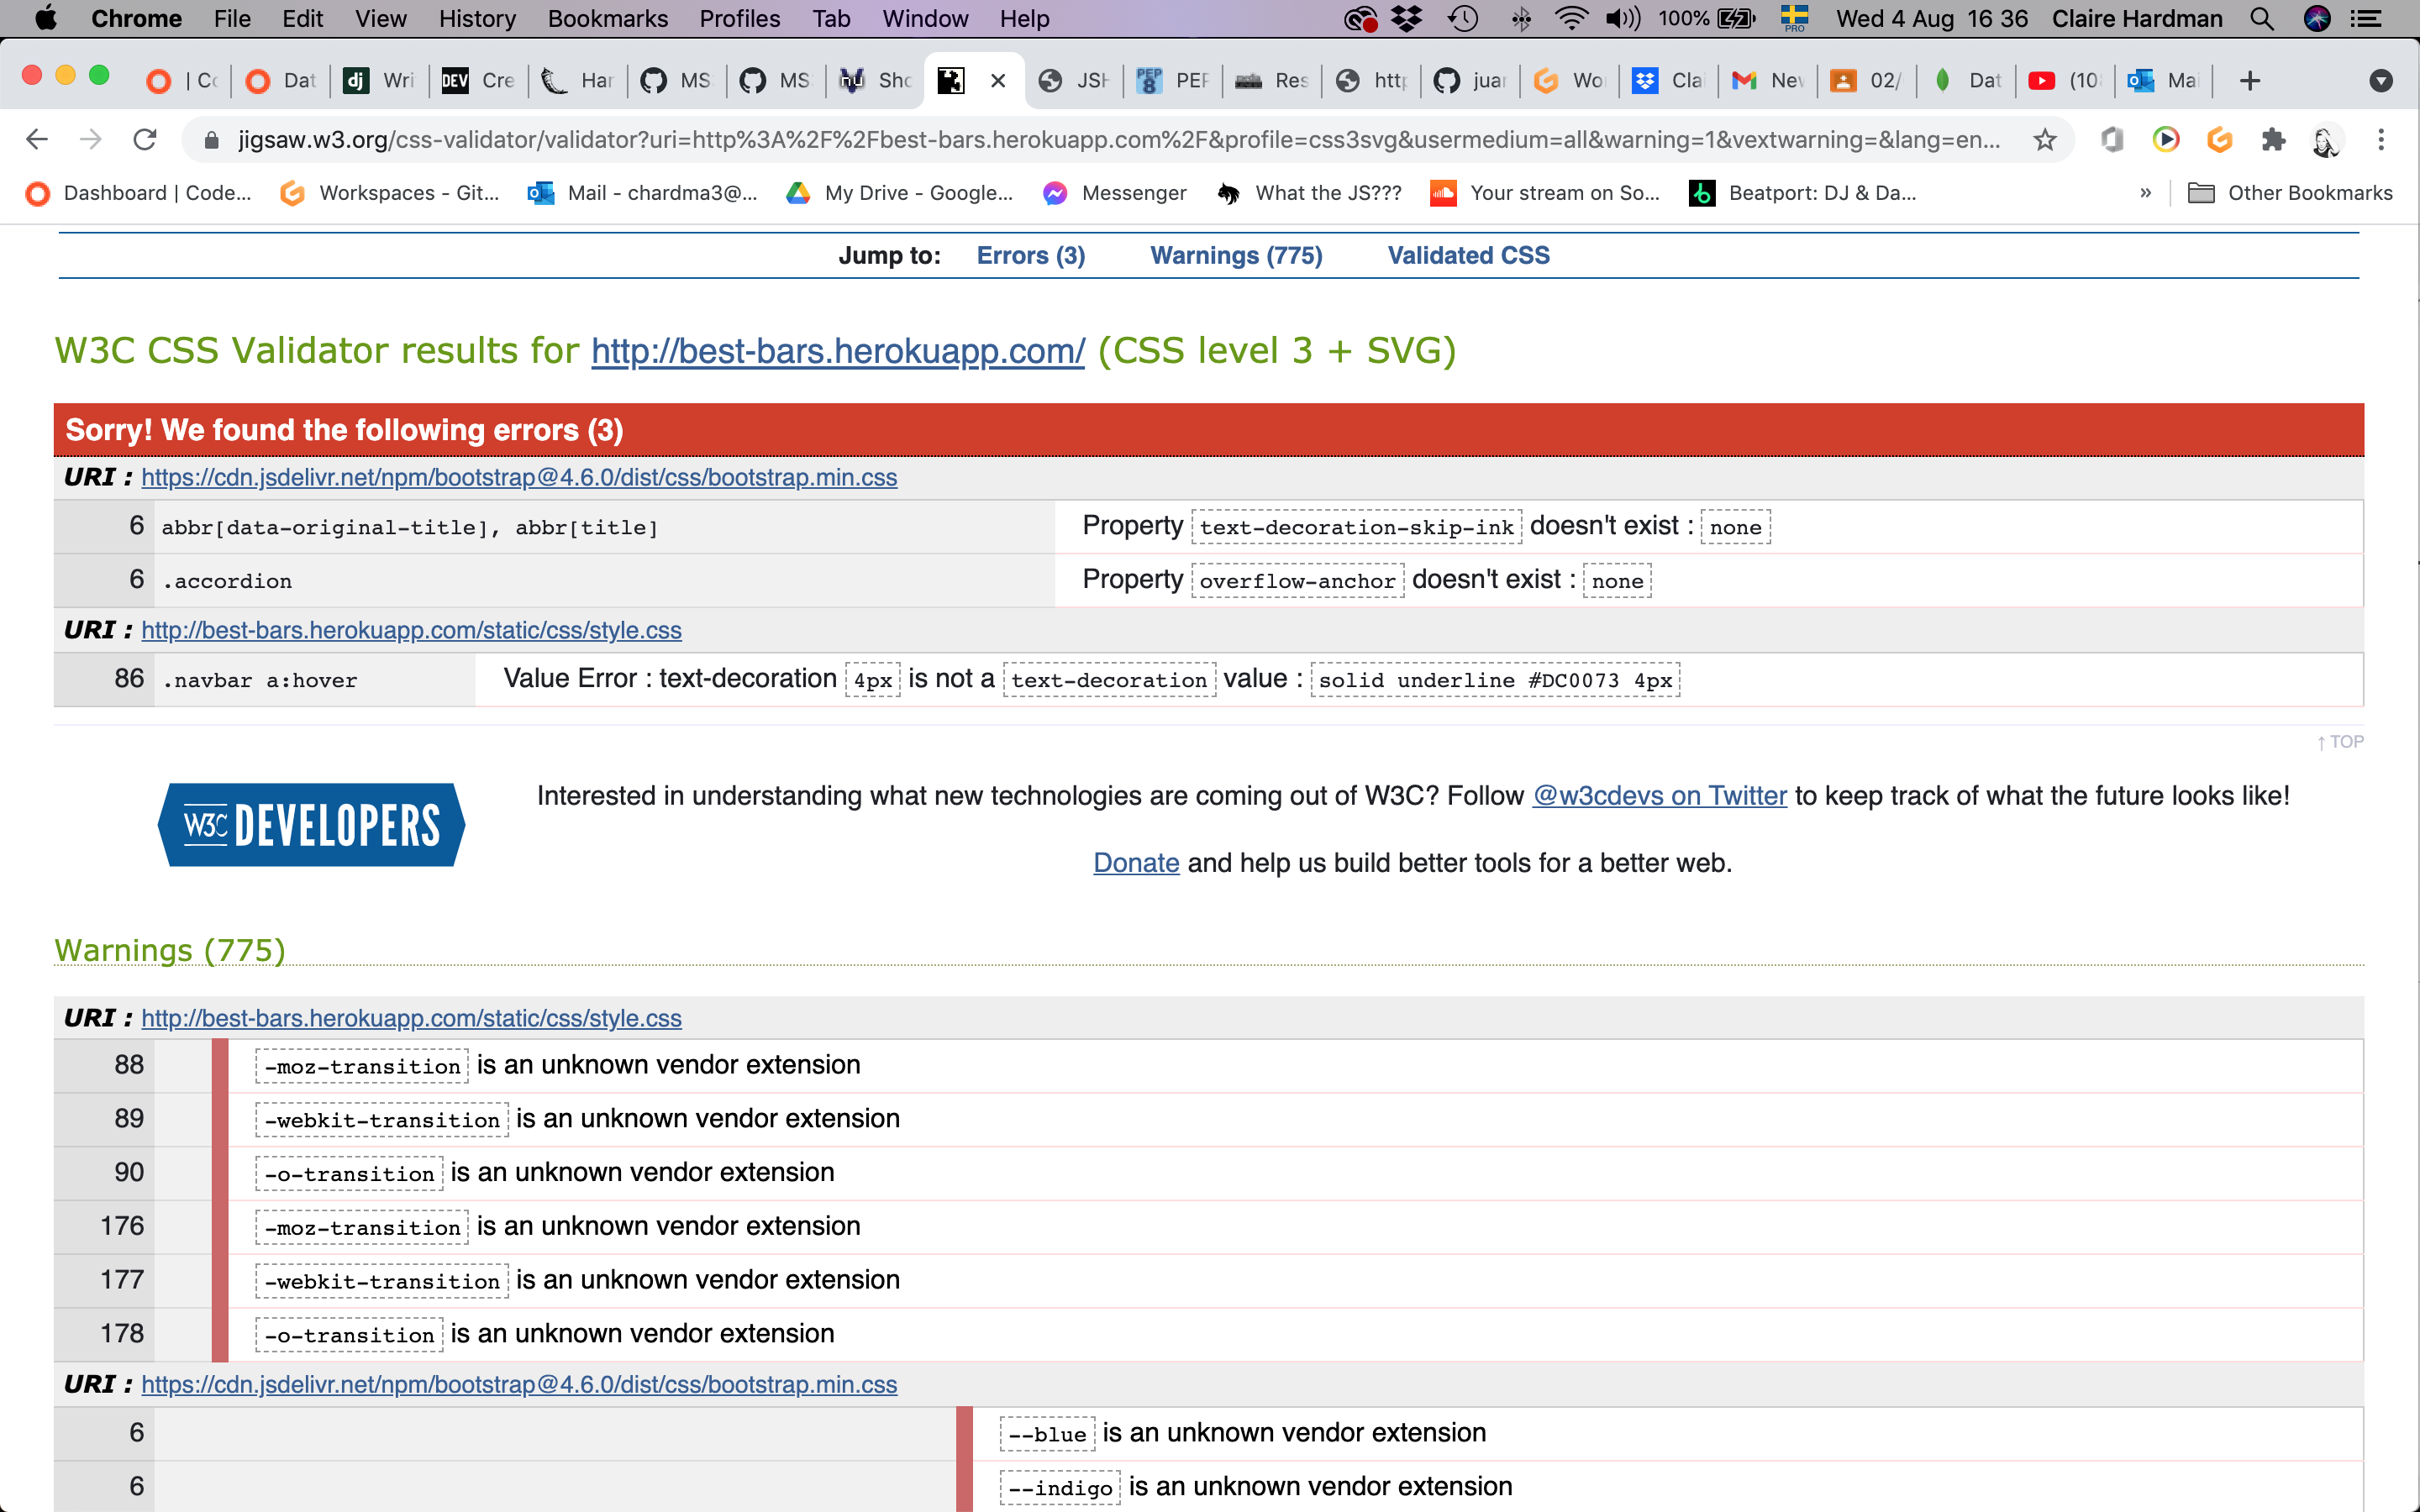 Chrome File Edit View History Bookmarks Profiles Tab Window Help 100% PRO Wed 4 Aug 16 36 Claire Hardman
| Cc Dat dj Wri DEV Cre Har MS MS nu Sho JSH PEP 8 PEP Res http juar Wor Clai Nev 02/ Dat (10 Mai
jigsaw.w3.org/css-validator/validator?uri=http%3A%2F%2Fbest-bars.herokuapp.com%2F&profile=css3svg&usermedium=all&warning=1&vextwarning=&lang=en...
Dashboard | Code... Workspaces - Git... Mail - chardma3@... My Drive - Google... Messenger What the JS??? Your stream on So... Beatport: DJ & Da... » Other Bookmarks
Jump to: Errors (3) Warnings (775) Validated CSS
W3C CSS Validator results for http://best-bars.herokuapp.com/ (CSS level 3 + SVG)
Sorry! We found the following errors (3)
URI : https://cdn.jsdelivr.net/npm/bootstrap@4.6.0/dist/css/bootstrap.min.css
6 abbr[data-original-title], abbr[title] Property text-decoration-skip-ink doesn't exist : none
6 .accordion Property overflow-anchor doesn't exist : none
URI : http://best-bars.herokuapp.com/static/css/style.css
86 .navbar a:hover Value Error : text-decoration 4px is not a text-decoration value : solid underline #DC0073 4px
↑ TOP
W3C DEVELOPERS
Interested in understanding what new technologies are coming out of W3C? Follow @w3cdevs on Twitter to keep track of what the future looks like!
Donate and help us build better tools for a better web.
Warnings (775)
URI : http://best-bars.herokuapp.com/static/css/style.css
88 -moz-transition is an unknown vendor extension
89 -webkit-transition is an unknown vendor extension
90 -o-transition is an unknown vendor extension
176 -moz-transition is an unknown vendor extension
177 -webkit-transition is an unknown vendor extension
178 -o-transition is an unknown vendor extension
URI : https://cdn.jsdelivr.net/npm/bootstrap@4.6.0/dist/css/bootstrap.min.css
6 --blue is an unknown vendor extension
6 --indigo is an unknown vendor extension